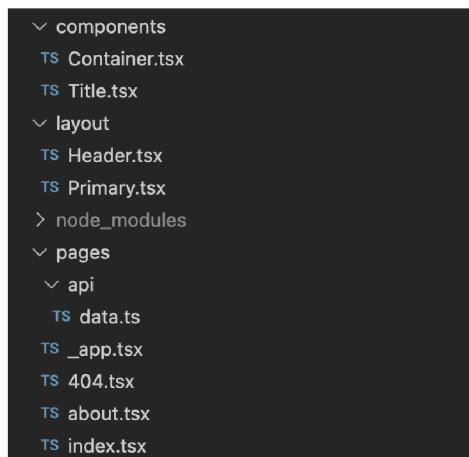 components
TS Container.tsx
TS Title.tsx
layout
TS Header.tsx
TS Primary.tsx
node_modules
pages
api
TS data.ts
TS _app.tsx
TS 404.tsx
TS about.tsx
TS index.tsx